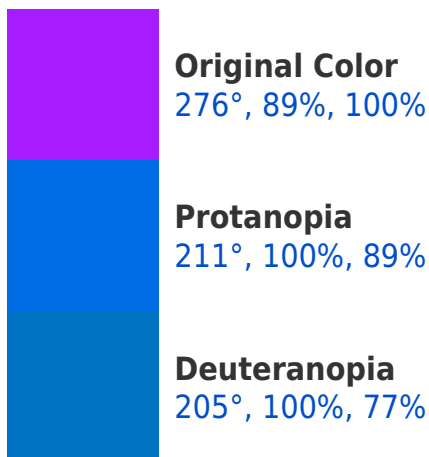 Original Color
276°, 89%, 100%
Protanopia
211°, 100%, 89%
Deuteranopia
205°, 100%, 77%